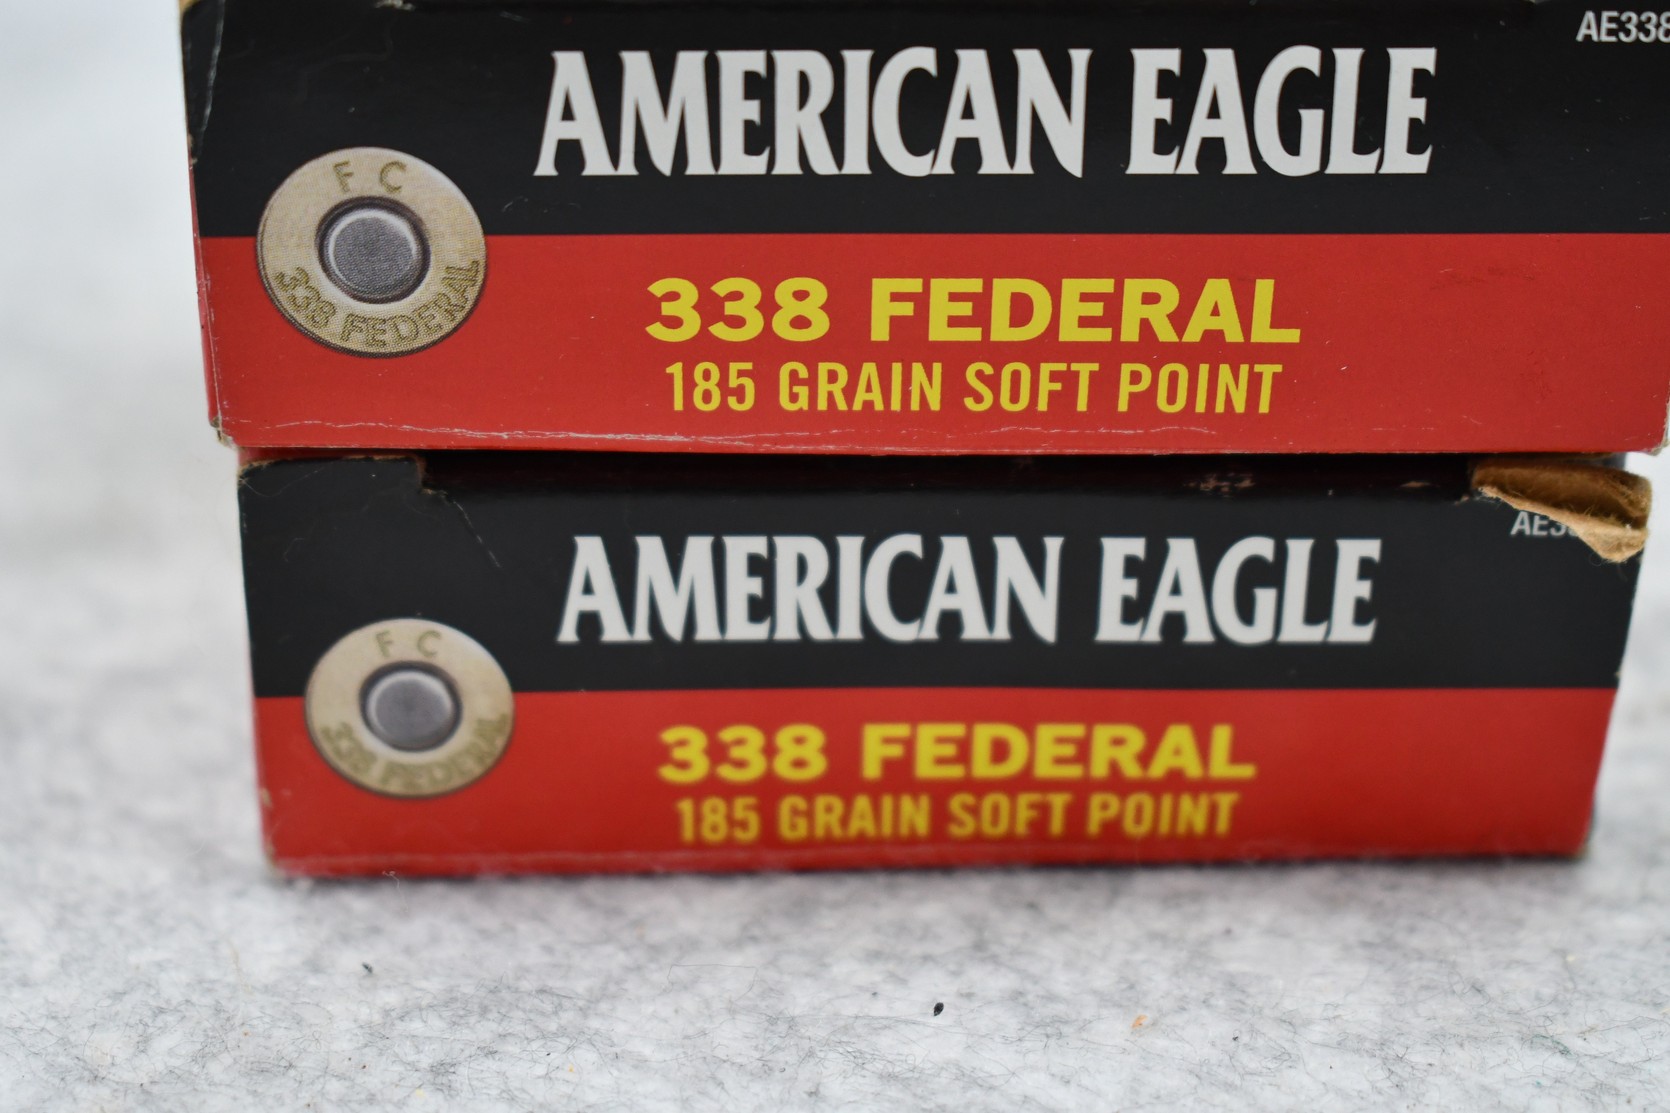 AE338
AMERICAN EAGLE
F C
338 FEDERAL
338 FEDERAL
185 GRAIN SOFT POINT
AE3
AMERICAN EAGLE
F C
338 FEDERAL
338 FEDERAL
185 GRAIN SOFT POINT